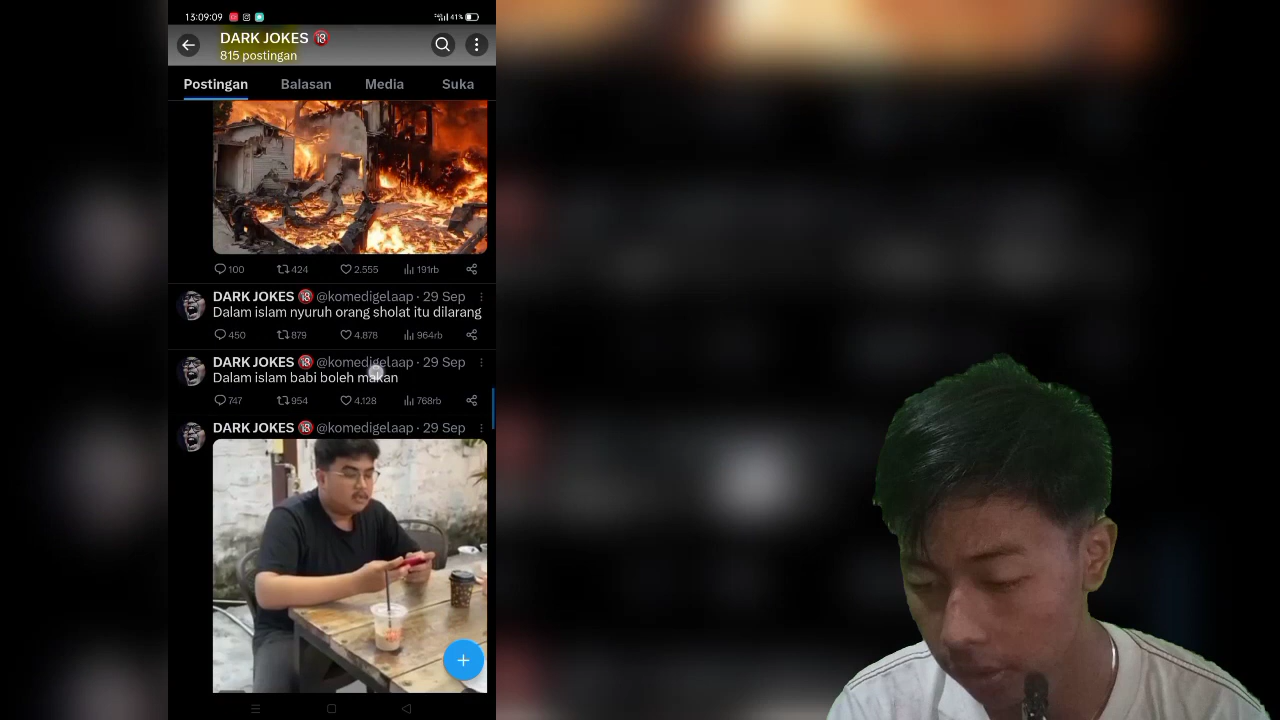 13:09:09
41%
DARK JOKES 🔞
815 postingan
Postingan Balasan Media Suka
100 424 2.555 191rb
DARK JOKES 🔞 @komedigelaap · 29 Sep
Dalam islam nyuruh orang sholat itu dilarang
450 879 4.878 964rb
DARK JOKES 🔞 @komedigelaap · 29 Sep
Dalam islam babi boleh makan
747 954 4.128 768rb
DARK JOKES 🔞 @komedigelaap · 29 Sep